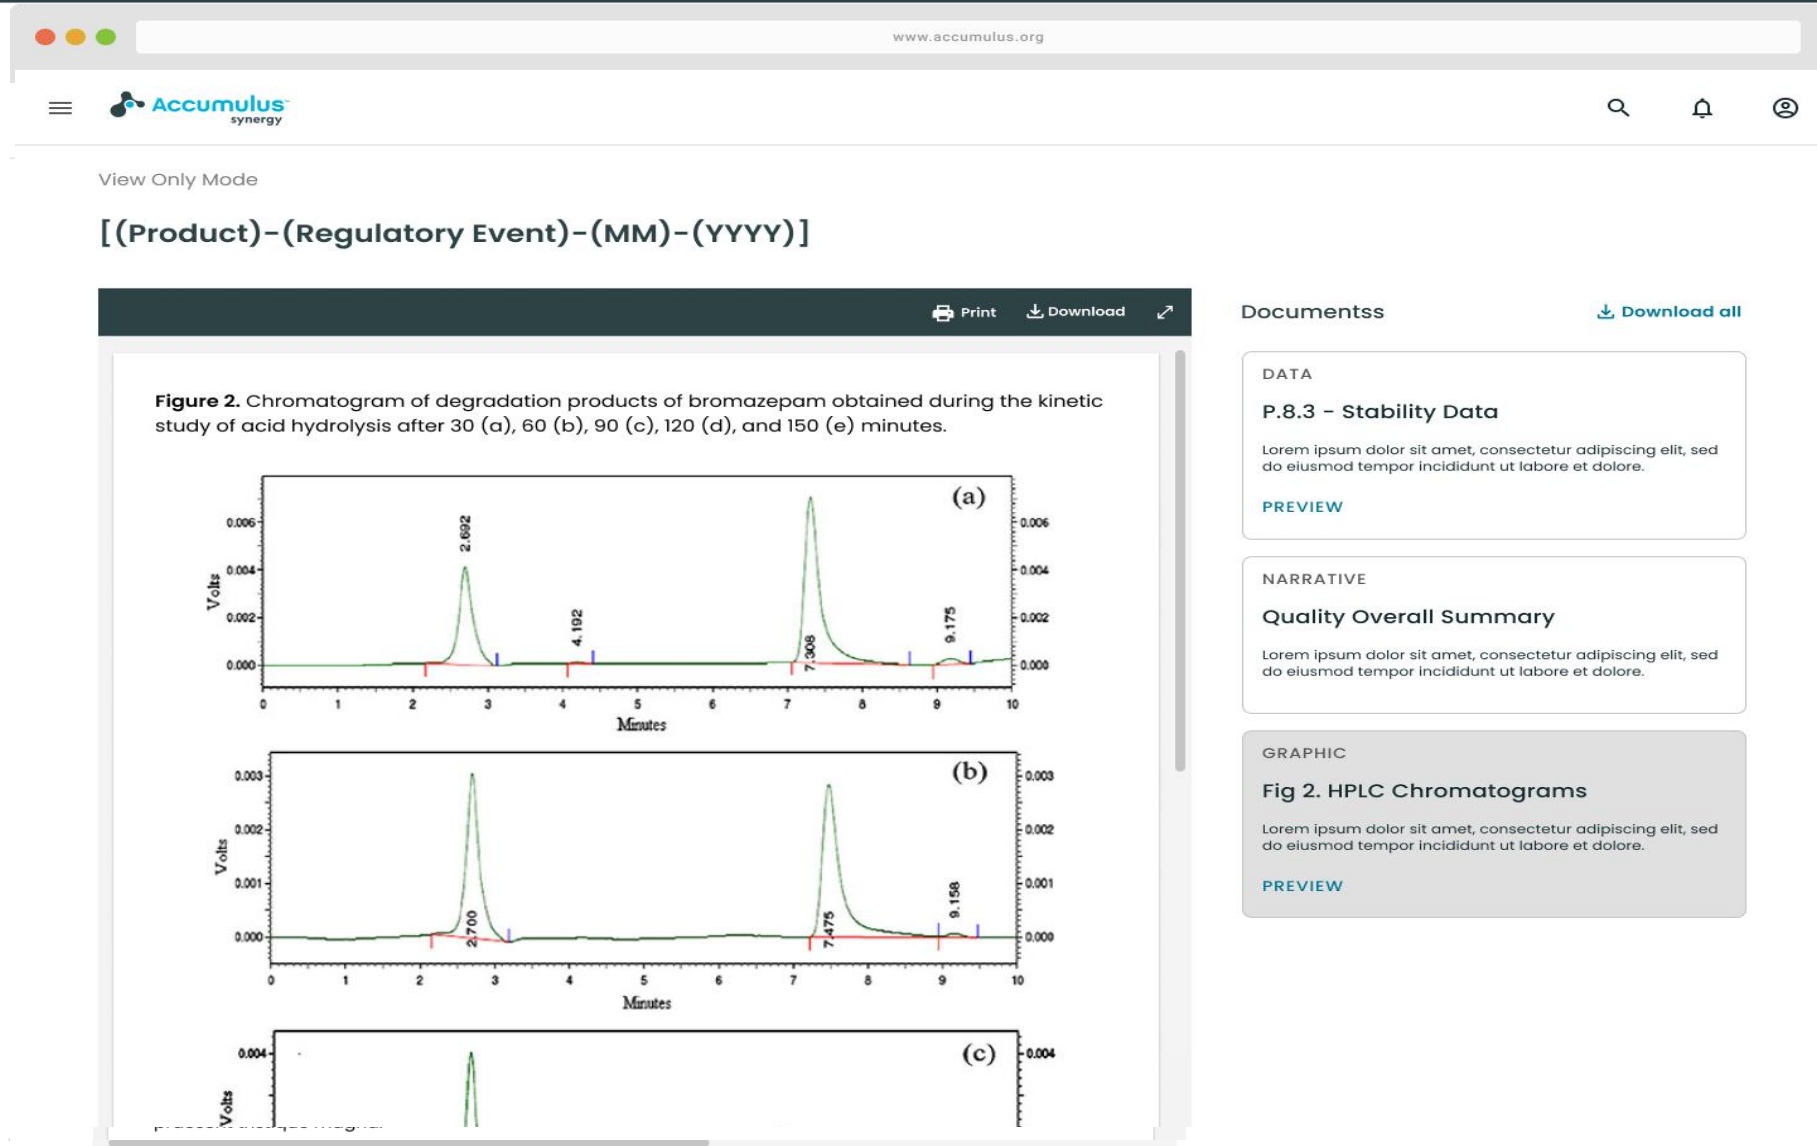 www.accumulus.org
Accumulus
synergy
View Only Mode
[(Product)-(Regulatory Event)-(MM)-(YYYY)]
Print
Download
Figure 2. Chromatogram of degradation products of bromazepam obtained during the kinetic
study of acid hydrolysis after 30 (a), 60 (b), 90 (c), 120 (d), and 150 (e) minutes.
(a)
0.006
0.004
0.002
0.000
Volts
2.692
4.192
7.308
9.175
0.006
0.004
0.002
0.000
0 1 2 3 4 5 6 7 8 9 10
Minutes
(b)
0.003
0.002
0.001
0.000
Volts
2.700
7.475
9.158
0.003
0.002
0.001
0.000
0 1 2 3 4 5 6 7 8 9 10
Minutes
(c)
0.004
Volts
0.004
Documentss
Download all
DATA
P.8.3 - Stability Data
Lorem ipsum dolor sit amet, consectetur adipiscing elit, sed
do eiusmod tempor incididunt ut labore et dolore.
PREVIEW
NARRATIVE
Quality Overall Summary
Lorem ipsum dolor sit amet, consectetur adipiscing elit, sed
do eiusmod tempor incididunt ut labore et dolore.
GRAPHIC
Fig 2. HPLC Chromatograms
Lorem ipsum dolor sit amet, consectetur adipiscing elit, sed
do eiusmod tempor incididunt ut labore et dolore.
PREVIEW